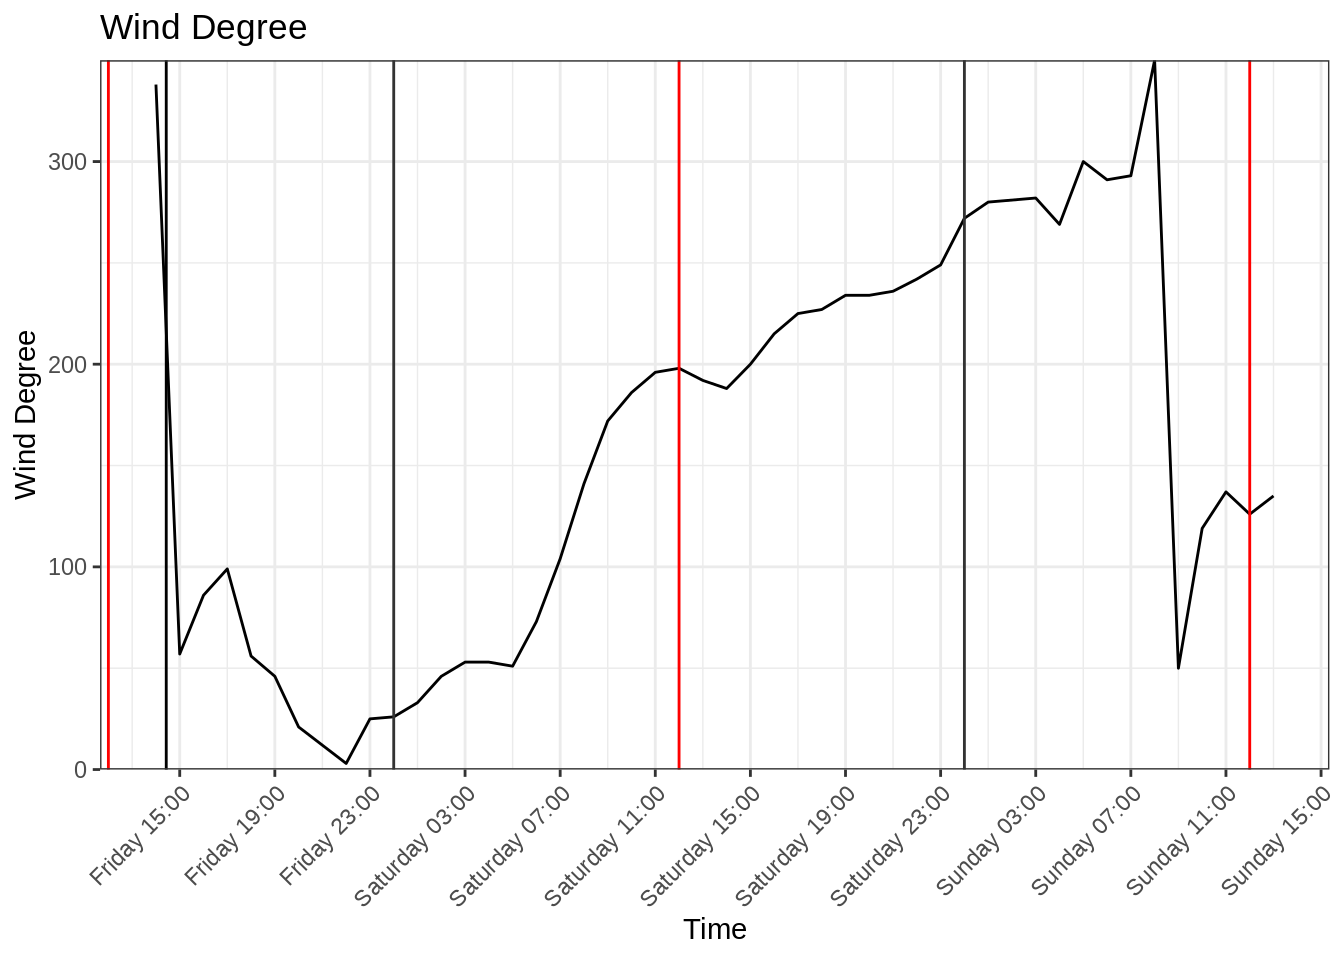 Wind Degree
Wind Degree
300
200
100
0
Friday 15:00
Friday 19:00
Friday 23:00
Saturday 03:00
Saturday 07:00
Saturday 11:00
Saturday 15:00
Saturday 19:00
Saturday 23:00
Sunday 03:00
Sunday 07:00
Sunday 11:00
Sunday 15:00
Time